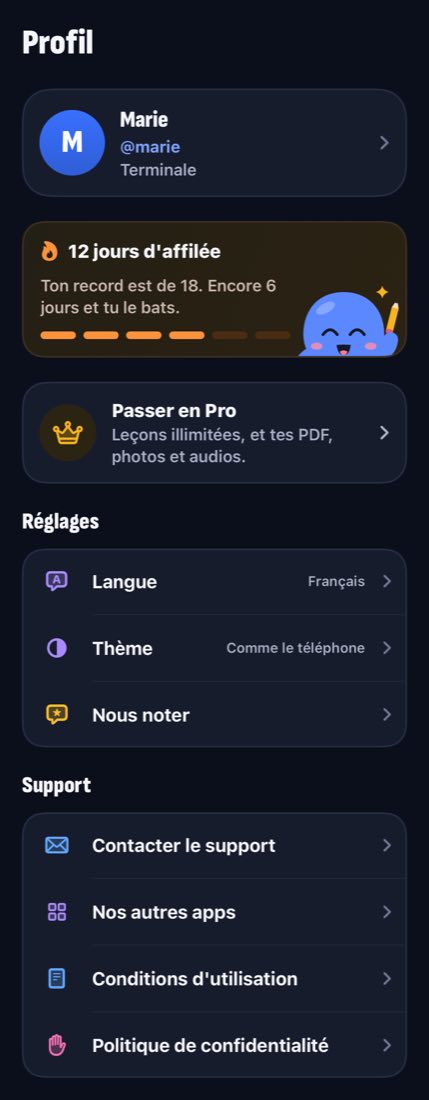 Profil
M
Marie
@marie
Terminale
12 jours d'affilée
Ton record est de 18. Encore 6
jours et tu le bats.
Passer en Pro
Leçons illimitées, et tes PDF,
photos et audios.
Réglages
A
Langue
Français
Thème
Comme le téléphone
Nous noter
Support
Contacter le support
Nos autres apps
Conditions d'utilisation
Politique de confidentialité